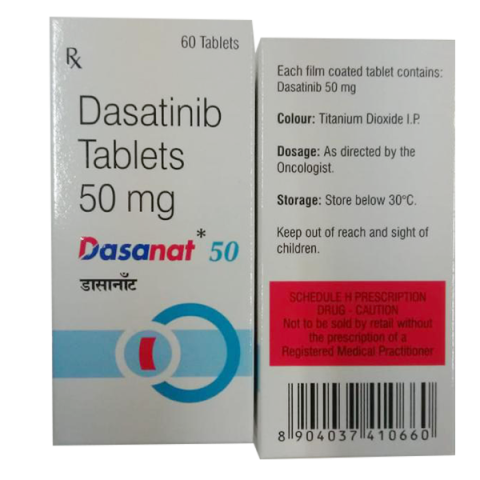 Rx
60 Tablets
Dasatinib
Tablets
50 mg
Dasanat* 50
डासानाँट
Each film coated tablet contains:
Dasatinib 50 mg
Colour: Titanium Dioxide I.P.
Dosage: As directed by the
Oncologist.
Storage: Store below 30°C.
Keep out of reach and sight of
children.
SCHEDULE H PRESCRIPTION
DRUG - CAUTION
Not to be sold by retail without
the prescription of a
Registered Medical Practitioner
8 904037 410660